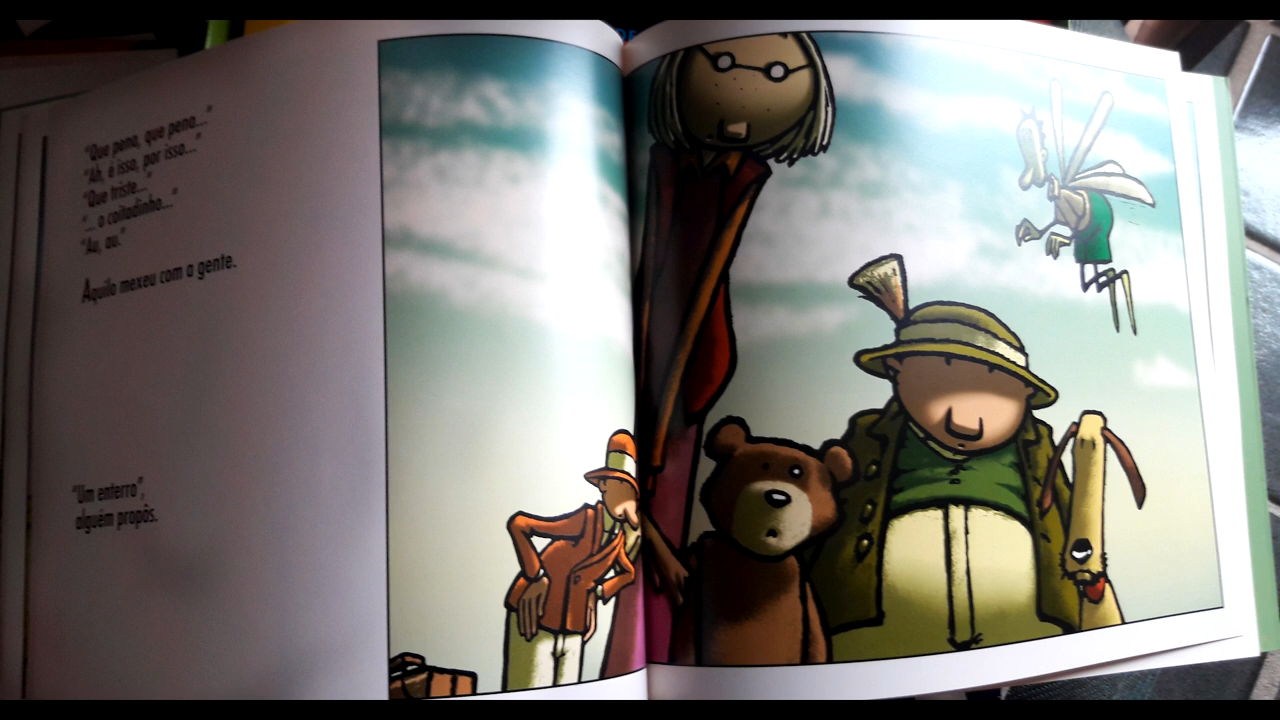 "Que pena, que pena..."
"Ah, é isso, por isso..."
"Que triste..."
"... o coitadinho..."
"Au, au."
Aquilo mexeu com a gente.
"Um enterro",
alguém propôs.